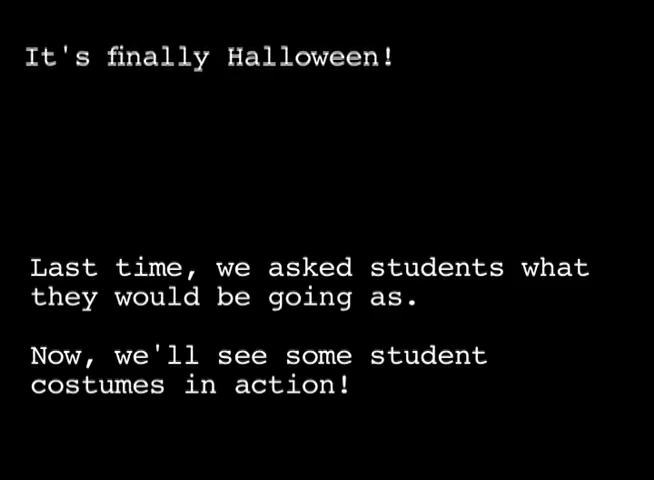 It's finally Halloween!
Last time, we asked students what
they would be going as.
Now, we'll see some student
costumes in action!